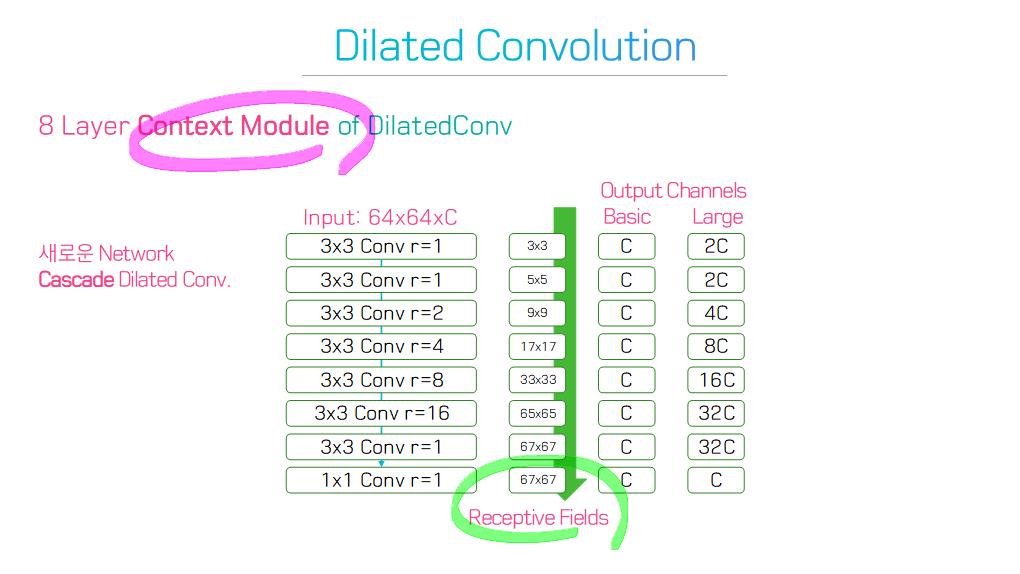 Dilated Convolution
8 Layer Context Module of DilatedConv
Output Channels
Input: 64x64xC Basic Large
새로운 Network
Cascade Dilated Conv.
3x3 Conv r=1 3x3 C 2C
3x3 Conv r=1 5x5 C 2C
3x3 Conv r=2 9x9 C 4C
3x3 Conv r=4 17x17 C 8C
3x3 Conv r=8 33x33 C 16C
3x3 Conv r=16 65x65 C 32C
3x3 Conv r=1 67x67 C 32C
1x1 Conv r=1 67x67 C C
Receptive Fields